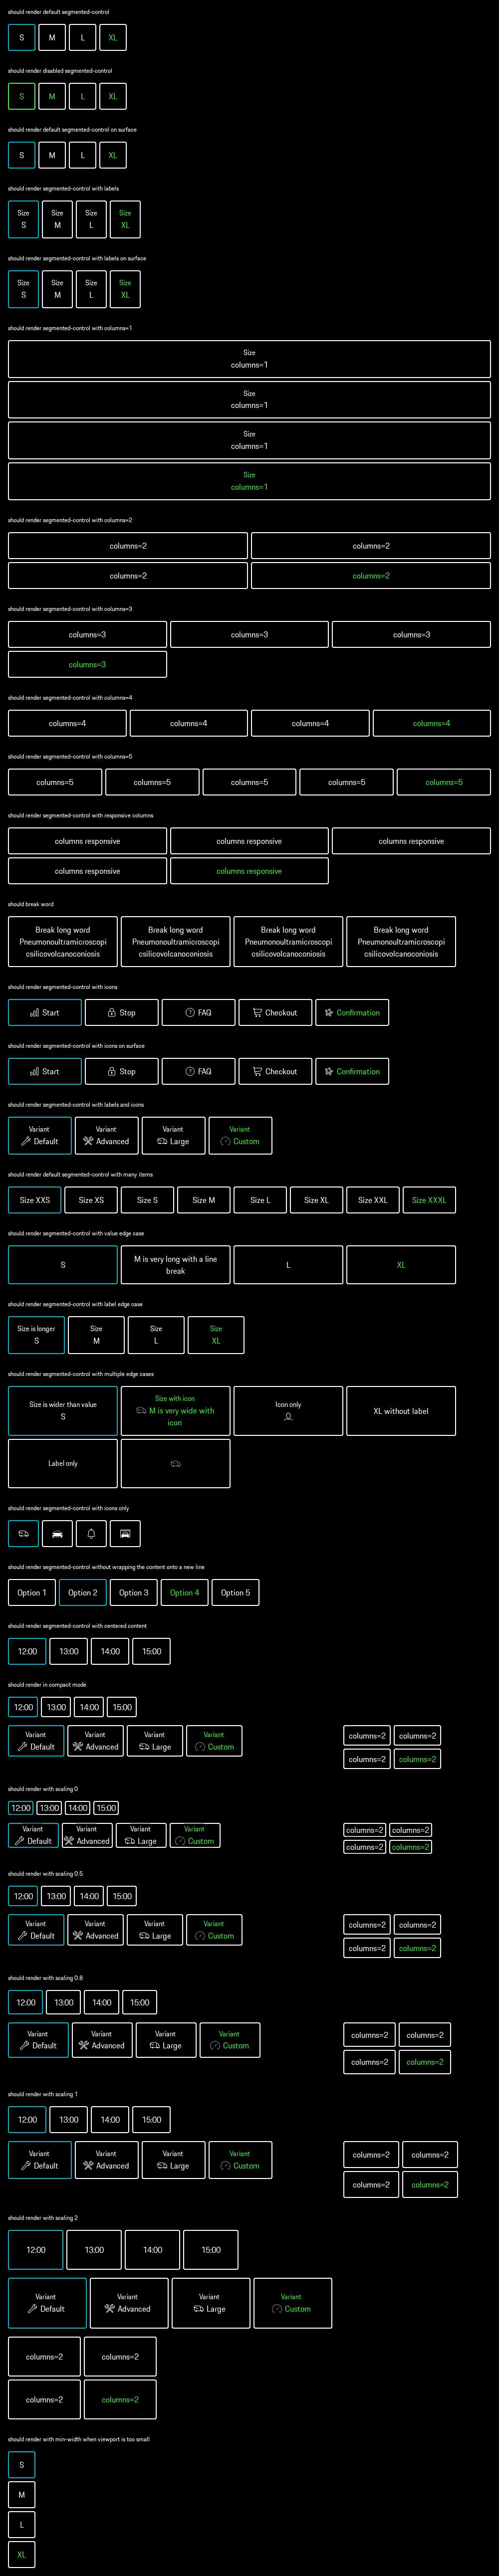 should render default segmented-control
S M L XL
should render disabled segmented-control
S M L XL
should render default segmented-control on surface
S M L XL
should render segmented-control with labels
Size Size Size Size
S M L XL
should render segmented-control with labels on surface
Size Size Size Size
S M L XL
should render segmented-control with columns=1
Size
columns=1
Size
columns=1
Size
columns=1
Size
columns=1
should render segmented-control with columns=2
columns=2 columns=2
columns=2 columns=2
should render segmented-control with columns=3
columns=3 columns=3 columns=3
columns=3
should render segmented-control with columns=4
columns=4 columns=4 columns=4 columns=4
should render segmented-control with columns=5
columns=5 columns=5 columns=5 columns=5 columns=5
should render segmented-control with responsive columns
columns responsive columns responsive columns responsive
columns responsive columns responsive
should break word
Break long word Break long word Break long word Break long word
Pneumonoultramicroscopi Pneumonoultramicroscopi Pneumonoultramicroscopi Pneumonoultramicroscopi
csilicovolcanoconiosis csilicovolcanoconiosis csilicovolcanoconiosis csilicovolcanoconiosis
should render segmented-control with icons
Start Stop FAQ Checkout Confirmation
should render segmented-control with icons on surface
Start Stop FAQ Checkout Confirmation
should render segmented-control with labels and icons
Variant Variant Variant Variant
Default Advanced Large Custom
should render default segmented-control with many items
Size XXS Size XS Size S Size M Size L Size XL Size XXL Size XXXL
should render segmented-control with value edge case
S M is very long with a line L XL
break
should render segmented-control with label edge case
Size is longer Size Size Size
S M L XL
should render segmented-control with multiple edge cases
Size is wider than value Size with icon Icon only XL without label
S M is very wide with
icon
Label only
should render segmented-control with icons only
should render segmented-control without wrapping the content onto a new line
Option 1 Option 2 Option 3 Option 4 Option 5
should render segmented-control with centered content
12:00 13:00 14:00 15:00
should render in compact mode
12:00 13:00 14:00 15:00
Variant Variant Variant Variant columns=2 columns=2
Default Advanced Large Custom columns=2 columns=2
should render with scaling 0
12:00 13:00 14:00 15:00
Variant Variant Variant Variant columns=2 columns=2
Default Advanced Large Custom columns=2 columns=2
should render with scaling 0.5
12:00 13:00 14:00 15:00
Variant Variant Variant Variant columns=2 columns=2
Default Advanced Large Custom columns=2 columns=2
should render with scaling 0.8
12:00 13:00 14:00 15:00
Variant Variant Variant Variant columns=2 columns=2
Default Advanced Large Custom columns=2 columns=2
should render with scaling 1
12:00 13:00 14:00 15:00
Variant Variant Variant Variant columns=2 columns=2
Default Advanced Large Custom columns=2 columns=2
should render with scaling 2
12:00 13:00 14:00 15:00
Variant Variant Variant Variant
Default Advanced Large Custom
columns=2 columns=2
columns=2 columns=2
should render with min-width when viewport is too small
S
M
L
XL